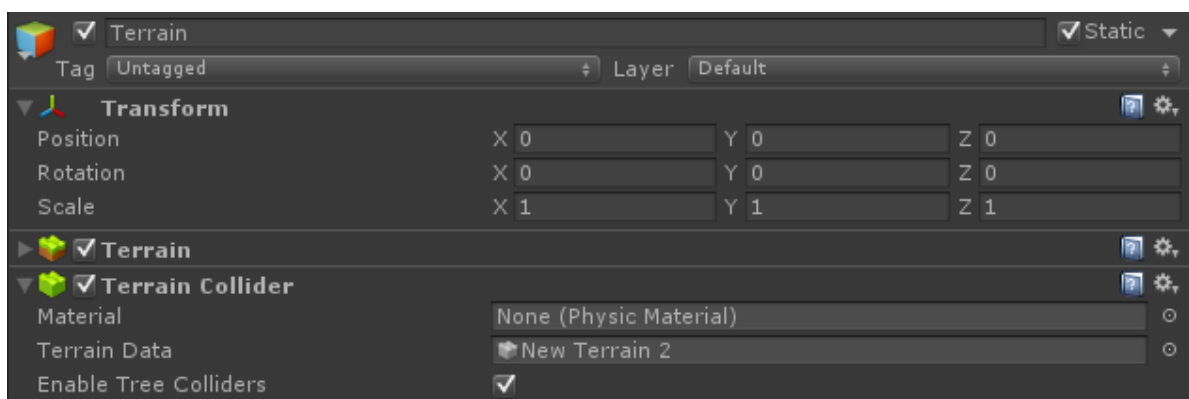 Terrain Static
Tag Untagged Layer Default
Transform
Position X 0 Y 0 Z 0
Rotation X 0 Y 0 Z 0
Scale X 1 Y 1 Z 1
Terrain
Terrain Collider
Material None (Physic Material)
Terrain Data New Terrain 2
Enable Tree Colliders